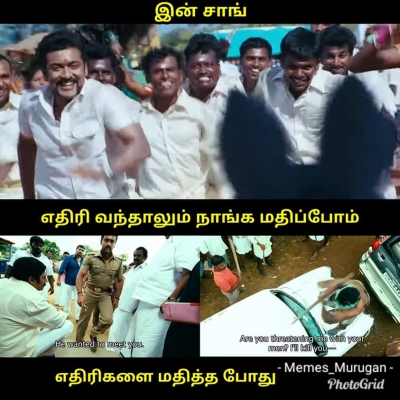 இன் சாங்
எதிரி வந்தாலும் நாங்க மதிப்போம்
He wanted to meet you.
Are you threatening me with your
men? I'll kill you---
எதிரிகளை மதித்த போது
- Memes_Murugan -
PhotoGrid